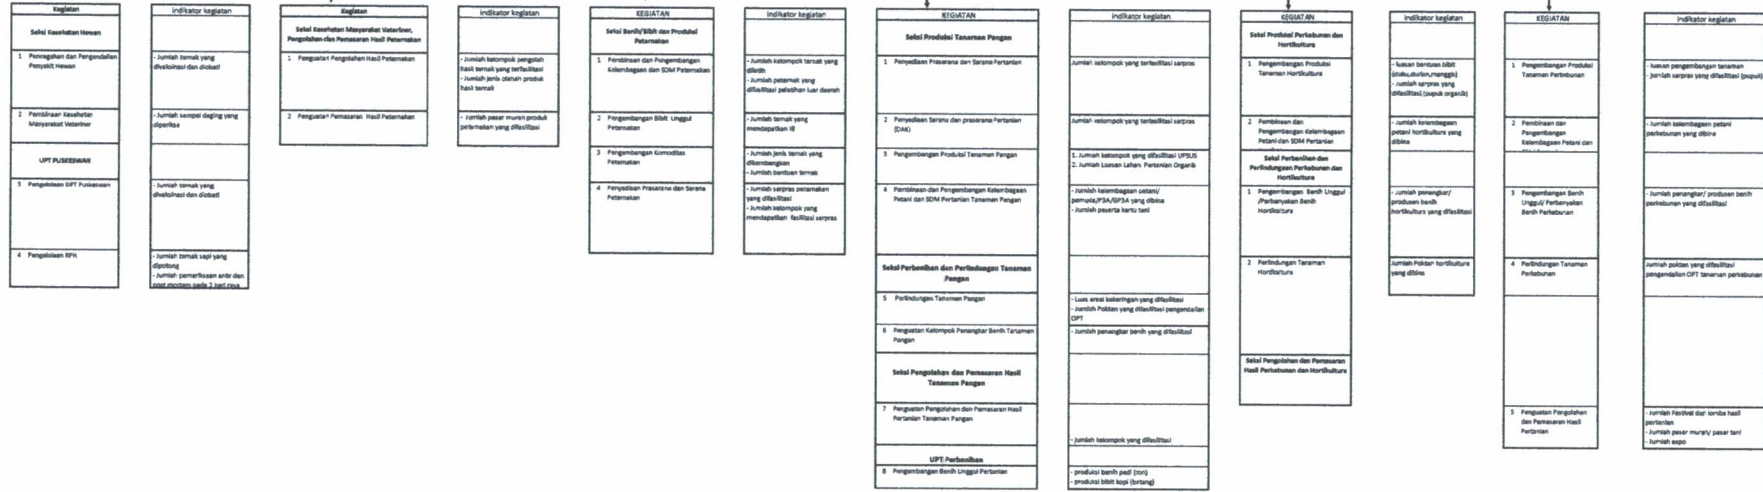 Kegiatan
Seksi Kesehatan Hewan
1 Pencegahan dan Pengendalian
Penyakit Hewan
2 Pembinaan Kesehatan
Masyarakat Veteriner
UPT PUSKESWAN
3 Pengelolaan UPT Puskeswan
4 Pengelolaan RPH
indikator kegiatan
- Jumlah ternak yang
divaksinasi dan diobati
- Jumlah sampel daging yang
diperiksa
- Jumlah ternak yang
divaksinasi dan diobati
- Jumlah ternak sapi yang
dipotong
- Jumlah pemeriksaan ante dan
post mortem pada 2 hari raya
Kegiatan
Seksi Kesehatan Masyarakat Veteriner,
Pengolahan dan Pemasaran Hasil Peternakan
1 Penguatan Pengolahan Hasil Peternakan
2 Penguatan Pemasaran Hasil Peternakan
indikator kegiatan
- Jumlah kelompok pengolah
hasil ternak yang terfasilitasi
- Jumlah jenis olahan produk
hasil ternak
- Jumlah pasar murah produk
peternakan yang difasilitasi
KEGIATAN
Seksi Benih/Bibit dan Produksi
Peternakan
1 Pembinaan dan Pengembangan
Kelembagaan dan SDM Peternakan
2 Pengembangan Bibit Unggul
Peternakan
3 Pengembangan Komoditas
Peternakan
4 Penyediaan Prasarana dan Sarana
Peternakan
indikator kegiatan
- Jumlah kelompok ternak yang
dilatih
- Jumlah peternak yang
difasilitasi pelatihan luar daerah
- Jumlah ternak yang
mendapatkan IB
- Jumlah jenis ternak yang
dikembangkan
- Jumlah bantuan ternak
- Jumlah sarpras peternakan
yang difasilitasi
- Jumlah kelompok yang
mendapatkan fasilitasi sarpras
KEGIATAN
Seksi Produksi Tanaman Pangan
1 Penyediaan Prasarana dan Sarana Pertanian
2 Penyediaan Sarana dan prasarana Pertanian
(DAK)
3 Pengembangan Produksi Tanaman Pangan
4 Pembinaan dan Pengembangan Kelembagaan
Petani dan SDM Pertanian Tanaman Pangan
Seksi Perbenihan dan Perlindungan Tanaman
Pangan
5 Perlindungan Tanaman Pangan
6 Penguatan Kelompok Penangkar Benih Tanaman
Pangan
Seksi Pengolahan dan Pemasaran Hasil
Tanaman Pangan
7 Penguatan Pengolahan dan Pemasaran Hasil
Pertanian Tanaman Pangan
UPT Perbenihan
8 Pengembangan Benih Unggul Pertanian
indikator kegiatan
Jumlah kelompok yang terfasilitasi sarpras
Jumlah kelompok yang terfasilitasi sarpras
1. Jumlah kelompok yang difasilitasi UPSUS
2. Jumlah Luasan Lahan Pertanian Organik
- Jumlah kelembagaan petani/
pemuda/P3A/GP3A yang dibina
- Jumlah peserta kartu tani
- Luas areal kekeringan yang difasilitasi
- Jumlah Poktan yang difasilitasi pengendalian
OPT
- Jumlah penangkar benih yang difasilitasi
- Jumlah kelompok yang difasilitasi
- produksi benih padi (ton)
- produksi bibit kopi (batang)
KEGIATAN
Seksi Produksi Perkebunan dan
Hortikultura
1 Pengembangan Produksi
Tanaman Hortikultura
2 Pembinaan dan
Pengembangan Kelembagaan
Petani dan SDM Pertanian
Seksi Perbenihan dan
Perlindungan Perkebunan dan
Hortikultura
1 Pengembangan Benih Unggul
/Perbanyakan Benih
Hortikultura
2 Perlindungan Tanaman
Hortikultura
Seksi Pengolahan dan Pemasaran
Hasil Perkebunan dan Hortikultura
indikator kegiatan
- luasan bantuan bibit
(duku,durian,manggis)
- Jumlah sarpras yang
difasilitasi (pupuk organik)
- Jumlah kelembagaan
petani hortikultura yang
dibina
- Jumlah penangkar/
produsen benih
hortikultura yang difasilitasi
Jumlah Poktan hortikultura
yang dibina
KEGIATAN
1 Pengembangan Produksi
Tanaman Perkebunan
2 Pembinaan dan
Pengembangan
Kelembagaan Petani dan
3 Pengembangan Benih
Unggul/ Perbanyakan
Benih Perkebunan
4 Perlindungan Tanaman
Perkebunan
5 Penguatan Pengolahan
dan Pemasaran Hasil
Pertanian
indikator kegiatan
- luasan pengembangan tanaman
- Jumlah sarpras yang difasilitasi (pupuk)
- Jumlah kelembagaan petani
perkebunan yang dibina
- Jumlah penangkar/ produsen benih
perkebunan yang difasilitasi
Jumlah poktan yang difasilitasi
pengendalian OPT tanaman perkebunan
- Jumlah Festival dan lomba hasil
pertanian
- Jumlah pasar murah/ pasar tani
- Jumlah expo